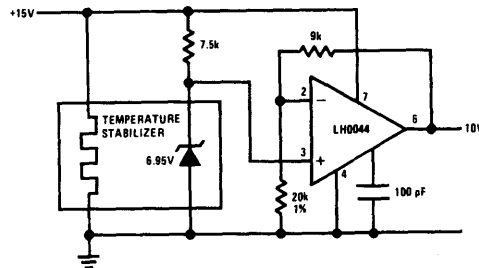 +15V
7.5k
9k
TEMPERATURE
STABILIZER
6.95V
2
7
−
LH0044
6
10V
3
+
4
20k
1%
100 pF